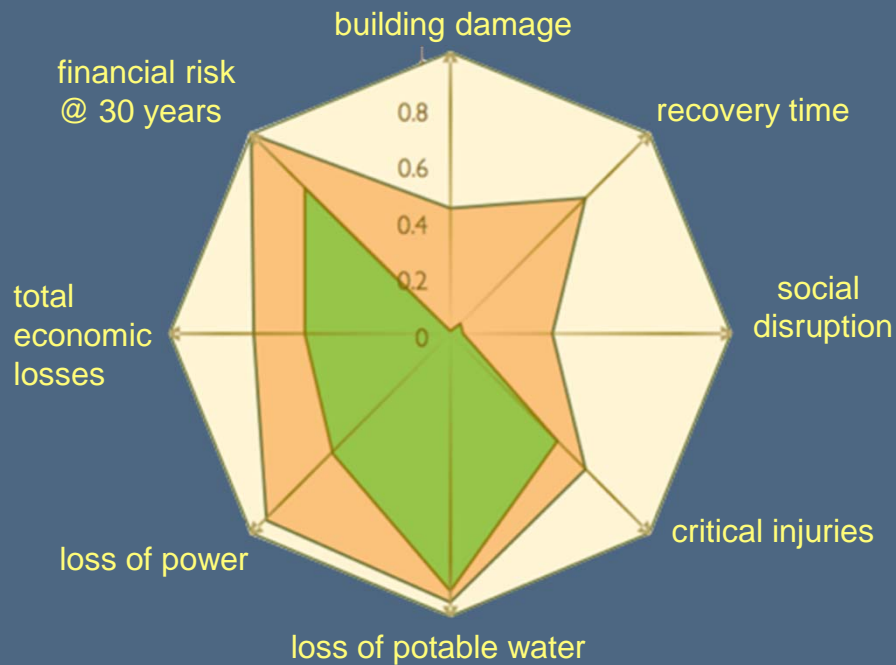 building damage
financial risk
@ 30 years
recovery time
0.8
0.6
0.4
0.2
0
total
economic
losses
social
disruption
critical injuries
loss of power
loss of potable water